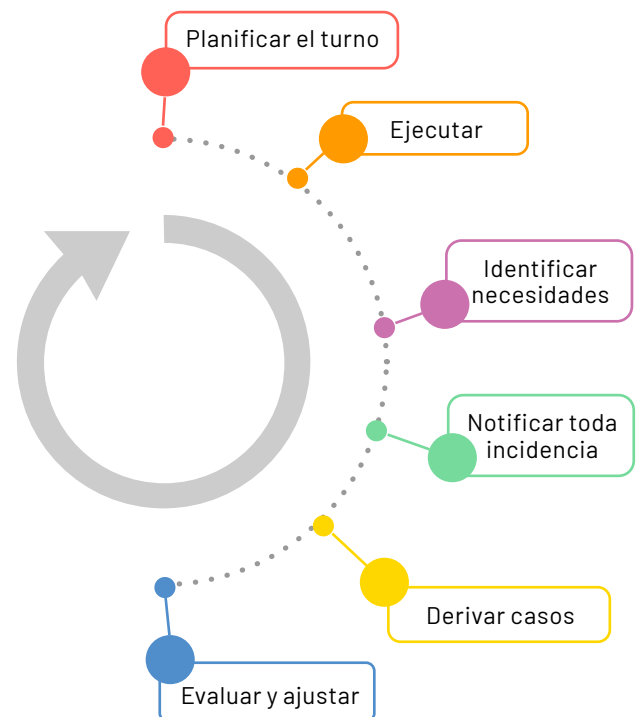 Planificar el turno
Ejecutar
Identificar
necesidades
Notificar toda
incidencia
Derivar casos
Evaluar y ajustar